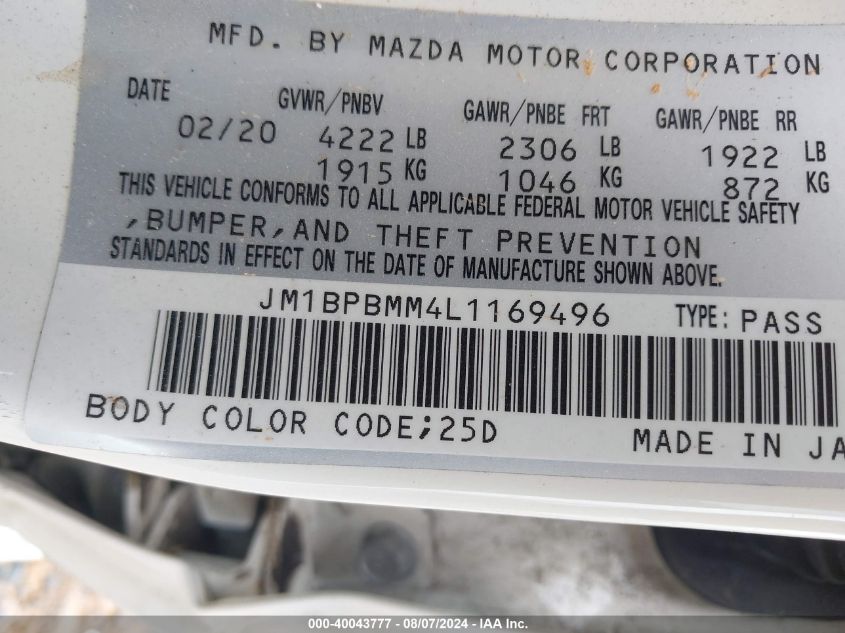 MFD. BY MAZDA MOTOR CORPORATION
DATE GVWR/PNBV GAWR/PNBE FRT GAWR/PNBE RR
02/20 4222 LB 2306 LB 1922 LB
1915 KG 1046 KG 872 KG
THIS VEHICLE CONFORMS TO ALL APPLICABLE FEDERAL MOTOR VEHICLE SAFETY
,BUMPER,AND THEFT PREVENTION
STANDARDS IN EFFECT ON THE DATE OF MANUFACTURE SHOWN ABOVE.
JM1BPBMM4L1169496 TYPE: PASS
BODY COLOR CODE;25D
MADE IN JA
000-40043777 - 08/07/2024 - IAA Inc.